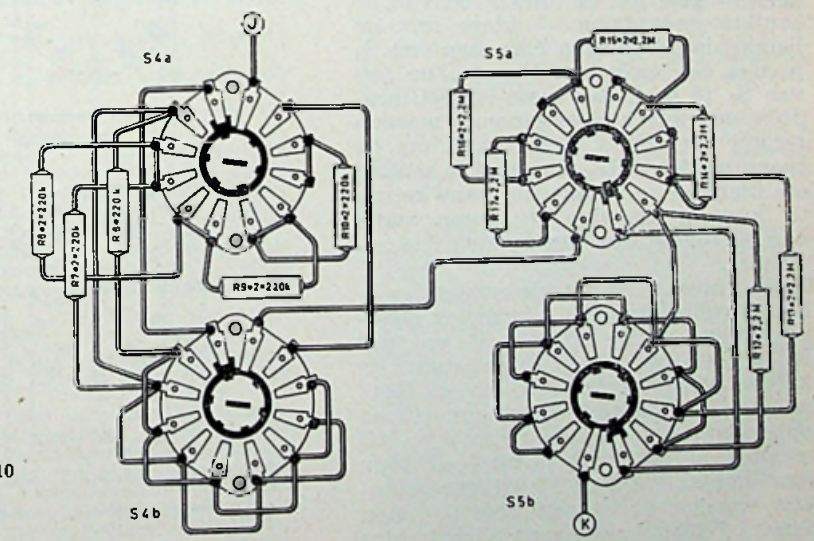 J
S4a
S5a
R15=2×2,2M
R16=2×2,2M
R17=2,2M
R14=2×2,2M
R8=2=220k
R7=2=220k
R6=220k
R10=2=220k
R9=2=220k
R12=2,2M
R11=2×2,2M
10
S4b
S5b
K